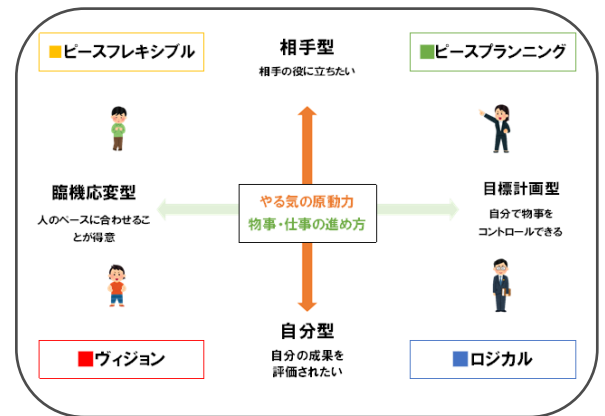 ■ピースフレキシブル
相手型
相手の役に立ちたい
■ピースプランニング
臨機応変型
人のペースに合わせるこ
とが得意
やる気の原動力
物事・仕事の進め方
目標計画型
自分で物事を
コントロールできる
■ヴィジョン
自分型
自分の成果を
評価されたい
■ロジカル